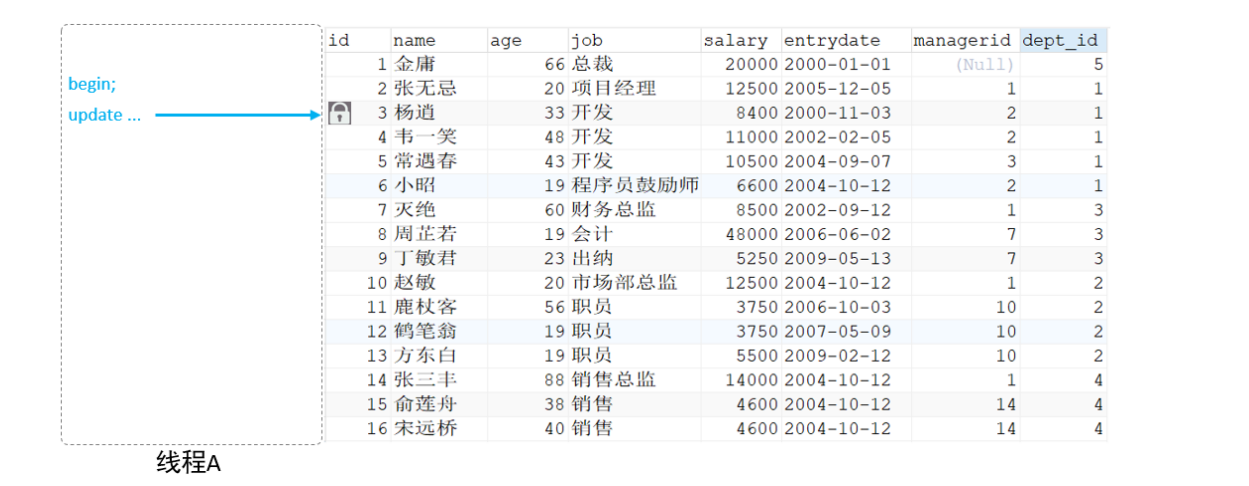 id name age job salary entrydate managerid dept_id
1 金庸 66 总裁 20000 2000-01-01 (Null) 5
begin;
2 张无忌 20 项目经理 12500 2005-12-05 1 1
update ...
3 杨逍 33 开发 8400 2000-11-03 2 1
4 韦一笑 48 开发 11000 2002-02-05 2 1
5 常遇春 43 开发 10500 2004-09-07 3 1
6 小昭 19 程序员鼓励师 6600 2004-10-12 2 1
7 灭绝 60 财务总监 8500 2002-09-12 1 3
8 周芷若 19 会计 48000 2006-06-02 7 3
9 丁敏君 23 出纳 5250 2009-05-13 7 3
10 赵敏 20 市场部总监 12500 2004-10-12 1 2
11 鹿杖客 56 职员 3750 2006-10-03 10 2
12 鹤笔翁 19 职员 3750 2007-05-09 10 2
13 方东白 19 职员 5500 2009-02-12 10 2
14 张三丰 88 销售总监 14000 2004-10-12 1 4
15 俞莲舟 38 销售 4600 2004-10-12 14 4
16 宋远桥 40 销售 4600 2004-10-12 14 4
线程A